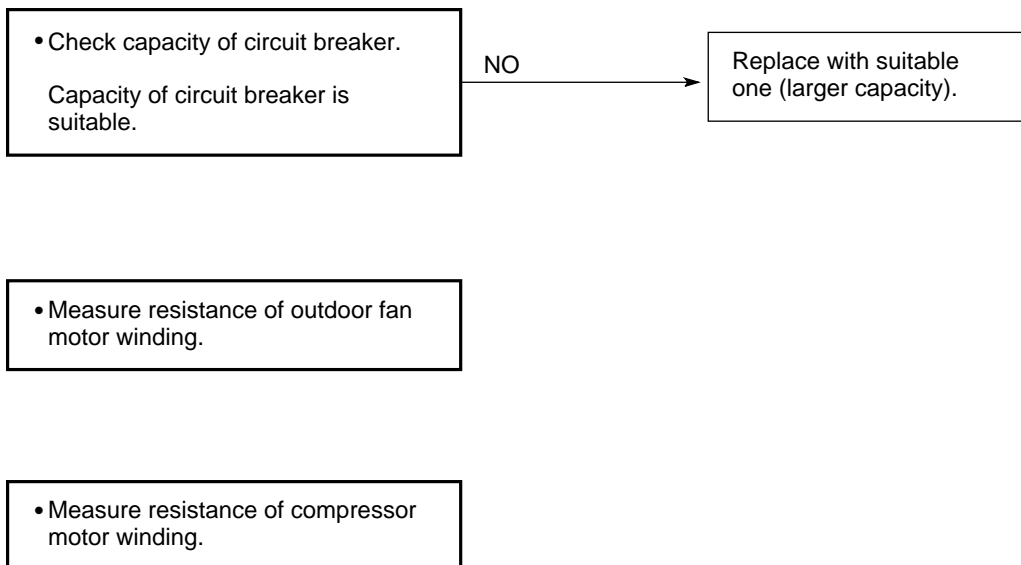 • Check capacity of circuit breaker.
Capacity of circuit breaker is
suitable.
NO
Replace with suitable
one (larger capacity).
• Measure resistance of outdoor fan
motor winding.
• Measure resistance of compressor
motor winding.